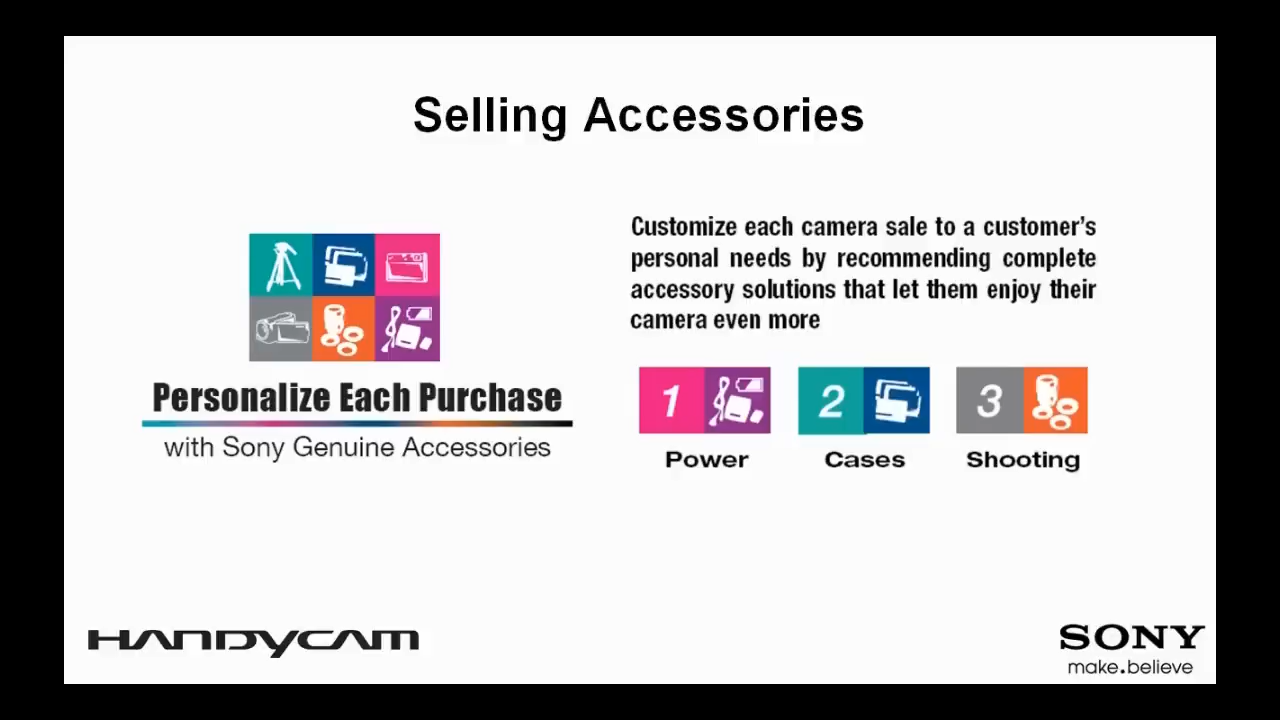 Selling Accessories
Personalize Each Purchase
with Sony Genuine Accessories
Customize each camera sale to a customer's
personal needs by recommending complete
accessory solutions that let them enjoy their
camera even more
1 2 3
Power Cases Shooting
HANDYCAM
SONY
make.believe